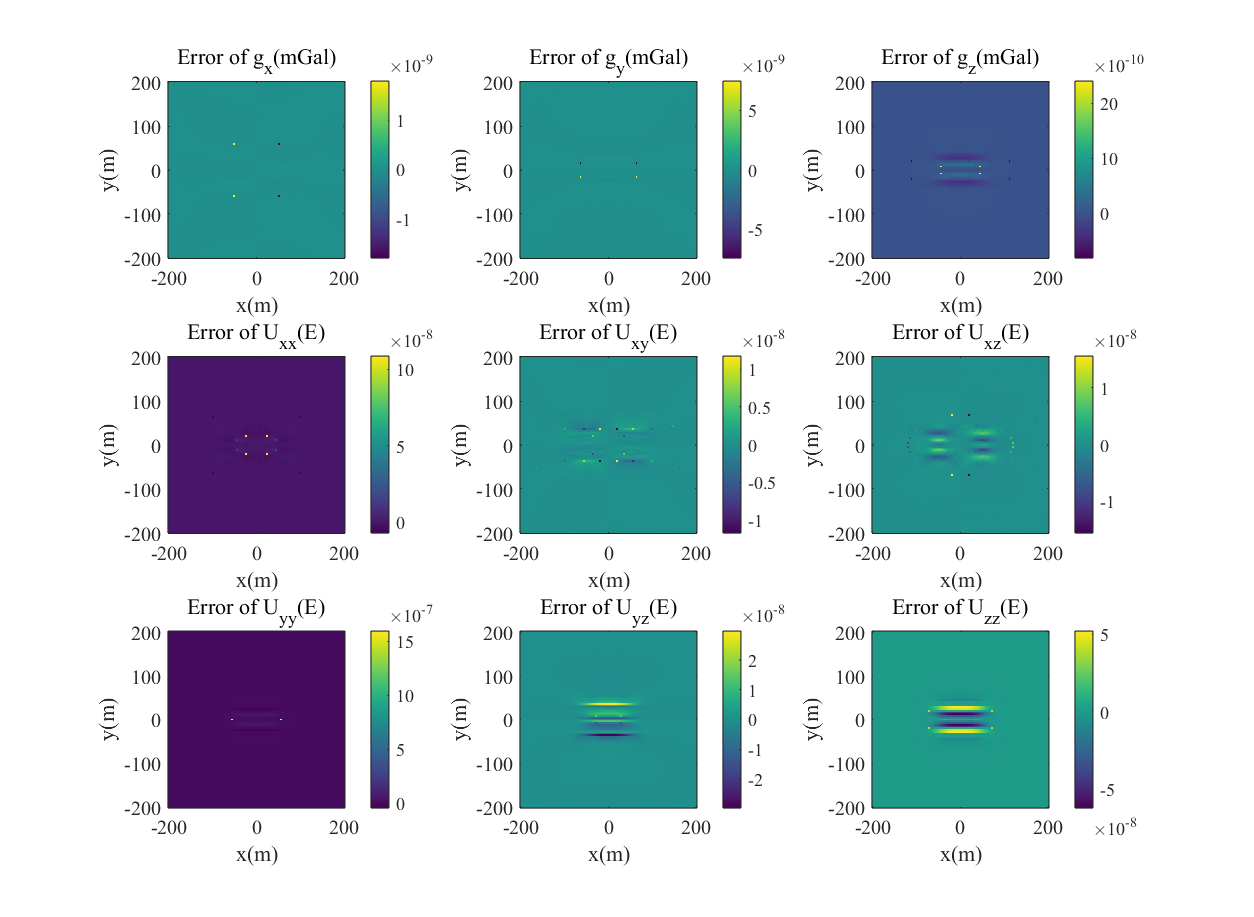 Error of g_x(mGal)
×10^-9
200
100
0
-100
-200
y(m)
-200 0 200
x(m)
1
0
-1
Error of g_y(mGal)
×10^-9
200
100
0
-100
-200
y(m)
-200 0 200
x(m)
5
0
-5
Error of g_z(mGal)
×10^-10
200
100
0
-100
-200
y(m)
-200 0 200
x(m)
20
10
0
Error of U_xx(E)
×10^-8
200
100
0
-100
-200
y(m)
-200 0 200
x(m)
10
5
0
Error of U_xy(E)
×10^-8
200
100
0
-100
-200
y(m)
-200 0 200
x(m)
1
0.5
0
-0.5
-1
Error of U_xz(E)
×10^-8
200
100
0
-100
-200
y(m)
-200 0 200
x(m)
1
0
-1
Error of U_yy(E)
×10^-7
200
100
0
-100
-200
y(m)
-200 0 200
x(m)
15
10
5
0
Error of U_yz(E)
×10^-8
200
100
0
-100
-200
y(m)
-200 0 200
x(m)
2
1
0
-1
-2
Error of U_zz(E)
200
100
0
-100
-200
y(m)
-200 0 200
x(m)
5
0
-5
×10^-8